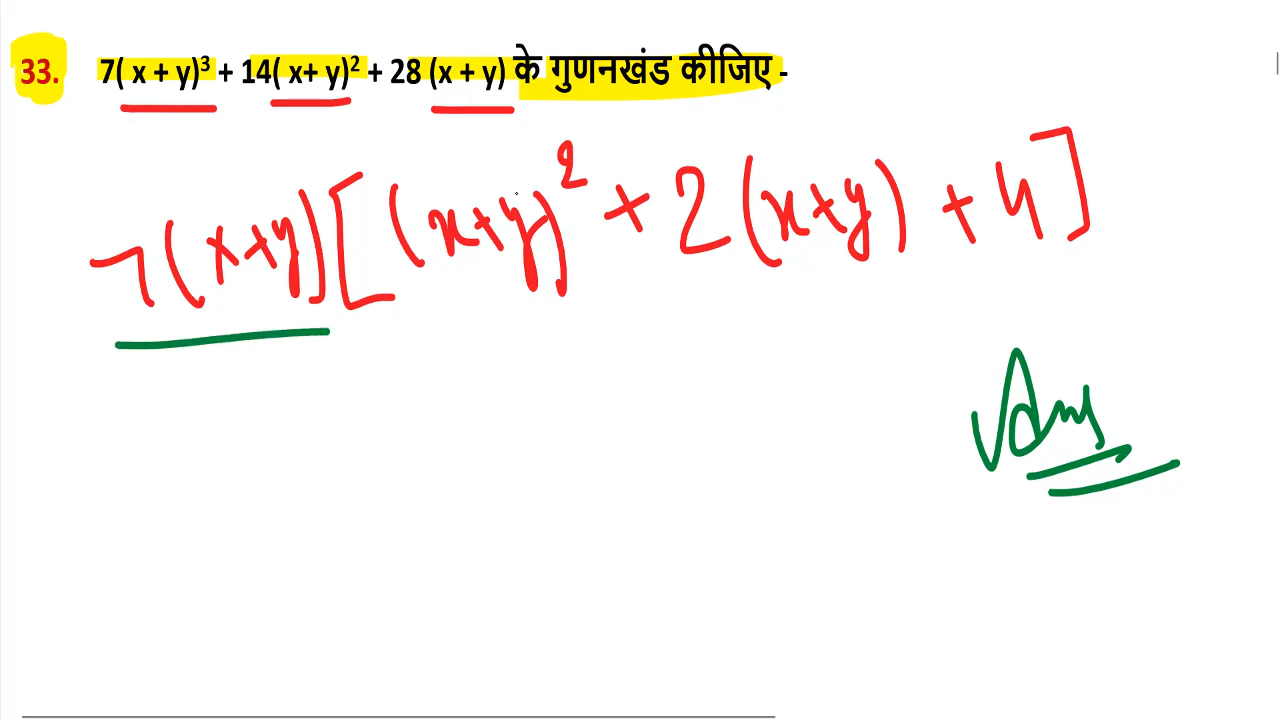 33. 7( x + y)³ + 14( x+ y)² + 28 (x + y) के गुणनखंड कीजिए -
7(x+y)[(x+y)² + 2(x+y) + 4]
Ans